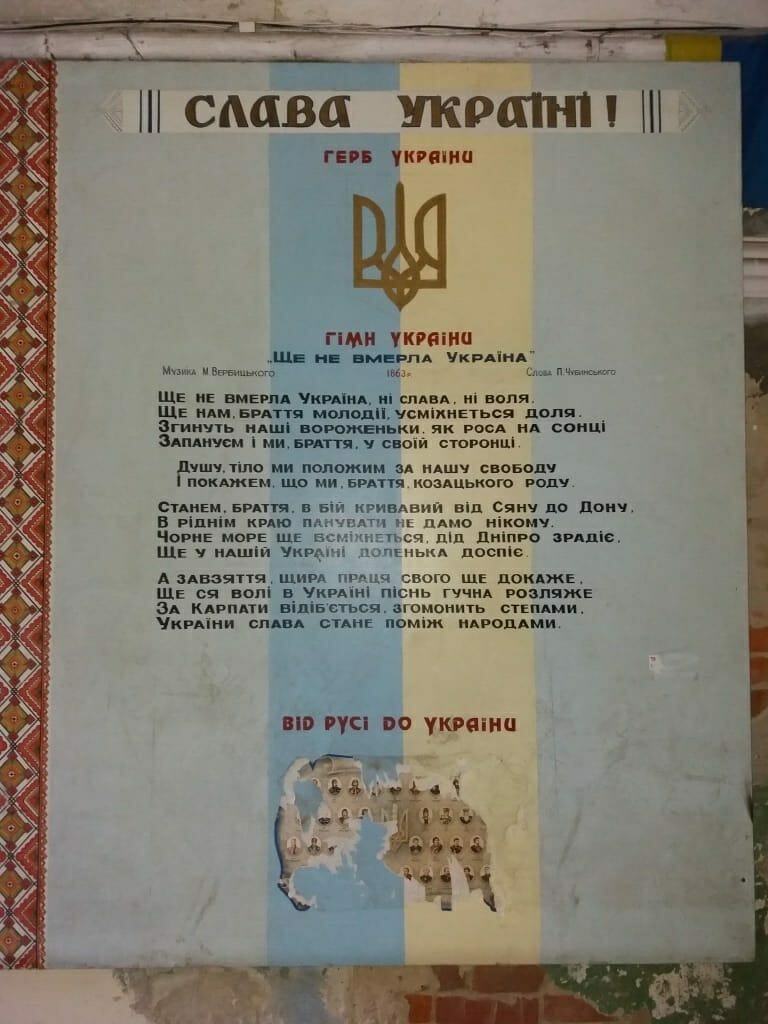 СЛАВА УКРАЇНІ!
ГЕРБ УКРАЇНИ
ГІМН УКРАЇНИ
„Ще не вмерла Україна"
Музика М. Вербицького 1863 р. Слова П. Чубинського
Ще не вмерла Україна, ні слава, ні воля.
Ще нам, браття молодії, усміхнеться доля.
Згинуть наші вороженьки, як роса на сонці
Запануєм і ми, браття, у своїй сторонці.
Душу, тіло ми положим за нашу свободу
І покажем, що ми, браття, козацького роду.
Станем, браття, в бій кривавий від Сяну до Дону,
В ріднім краю панувати не дамо нікому.
Чорне море ще всміхнеться, дід Дніпро зрадіє,
Ще у нашій Україні доленька доспіє.
А завзяття, щира праця свого ще докаже,
Ще ся волі в Україні піснь гучна розляже
За Карпати відіб'ється, згомонить степами,
України слава стане поміж народами.
ВІД РУСІ ДО УКРАЇНИ